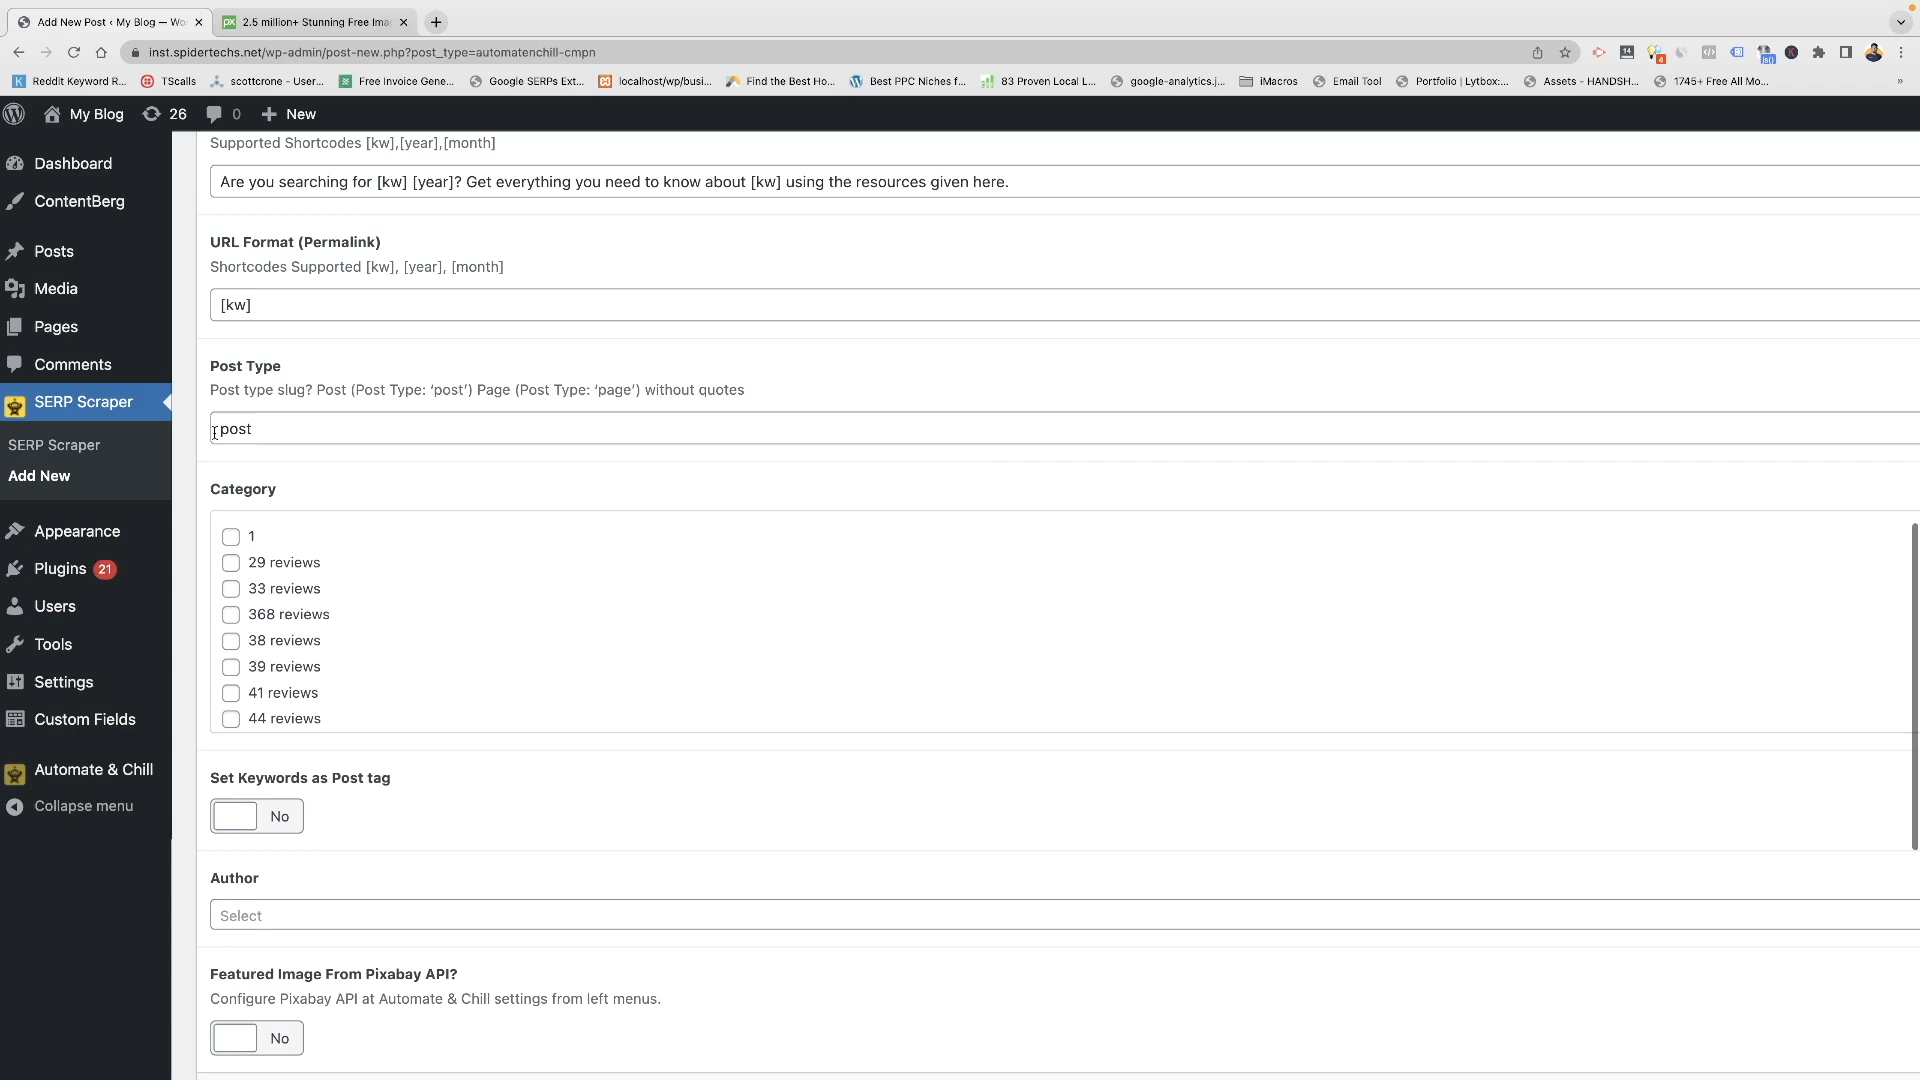 Add New Post ‹ My Blog — Wo
2.5 million+ Stunning Free Ima
inst.spidertechs.net/wp-admin/post-new.php?post_type=automatenchill-cmpn
Reddit Keyword R...
TScalls
scottcrone - User...
Free Invoice Gene...
Google SERPs Ext...
localhost/wp/busi...
Find the Best Ho...
Best PPC Niches f...
83 Proven Local L...
google-analytics.j...
iMacros
Email Tool
Portfolio | Lytbox:...
Assets - HANDSH...
1745+ Free All Mo...
»
My Blog
26
0
New
Dashboard
ContentBerg
Posts
Media
Pages
Comments
SERP Scraper
SERP Scraper
Add New
Appearance
Plugins 21
Users
Tools
Settings
Custom Fields
Automate & Chill
Collapse menu
Supported Shortcodes [kw],[year],[month]
Are you searching for [kw] [year]? Get everything you need to know about [kw] using the resources given here.
URL Format (Permalink)
Shortcodes Supported [kw], [year], [month]
[kw]
Post Type
Post type slug? Post (Post Type: ‘post’) Page (Post Type: ‘page’) without quotes
post
Category
1
29 reviews
33 reviews
368 reviews
38 reviews
39 reviews
41 reviews
44 reviews
Set Keywords as Post tag
No
Author
Select
Featured Image From Pixabay API?
Configure Pixabay API at Automate & Chill settings from left menus.
No